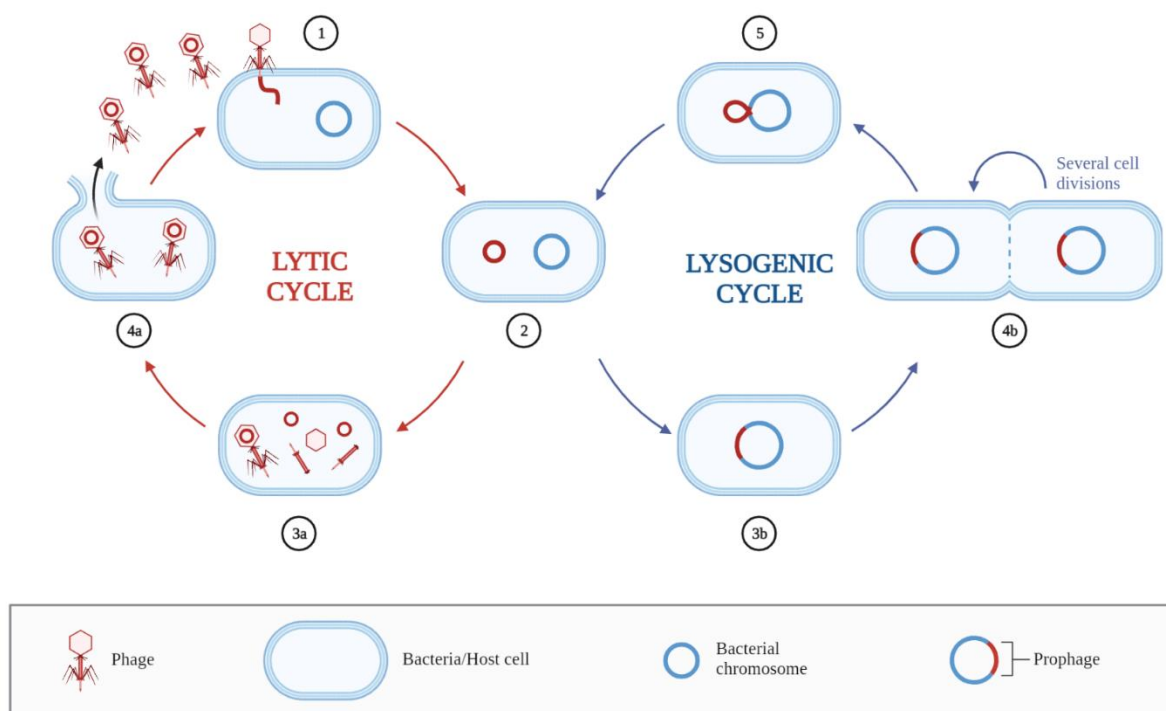 1
5
Several cell
divisions
LYTIC
CYCLE
LYSOGENIC
CYCLE
4a
2
4b
3a
3b
Phage
Bacteria/Host cell
Bacterial
chromosome
Prophage